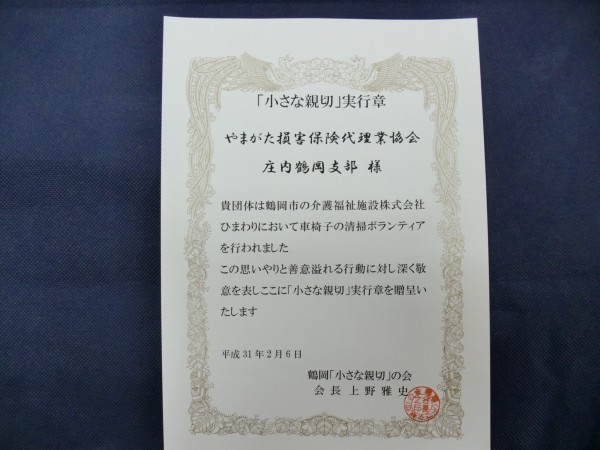 「小さな親切」実行章
やまがた損害保険代理業協会
庄内鶴岡支部 様
貴団体は鶴岡市の介護福祉施設株式会社
ひまわりにおいて車椅子の清掃ボランティア
を行われました
この思いやりと善意溢れる行動に対し深く敬
意を表しここに「小さな親切」実行章を贈呈い
たします
平成31年2月6日
鶴岡「小さな親切」の会
会長 上野雅史